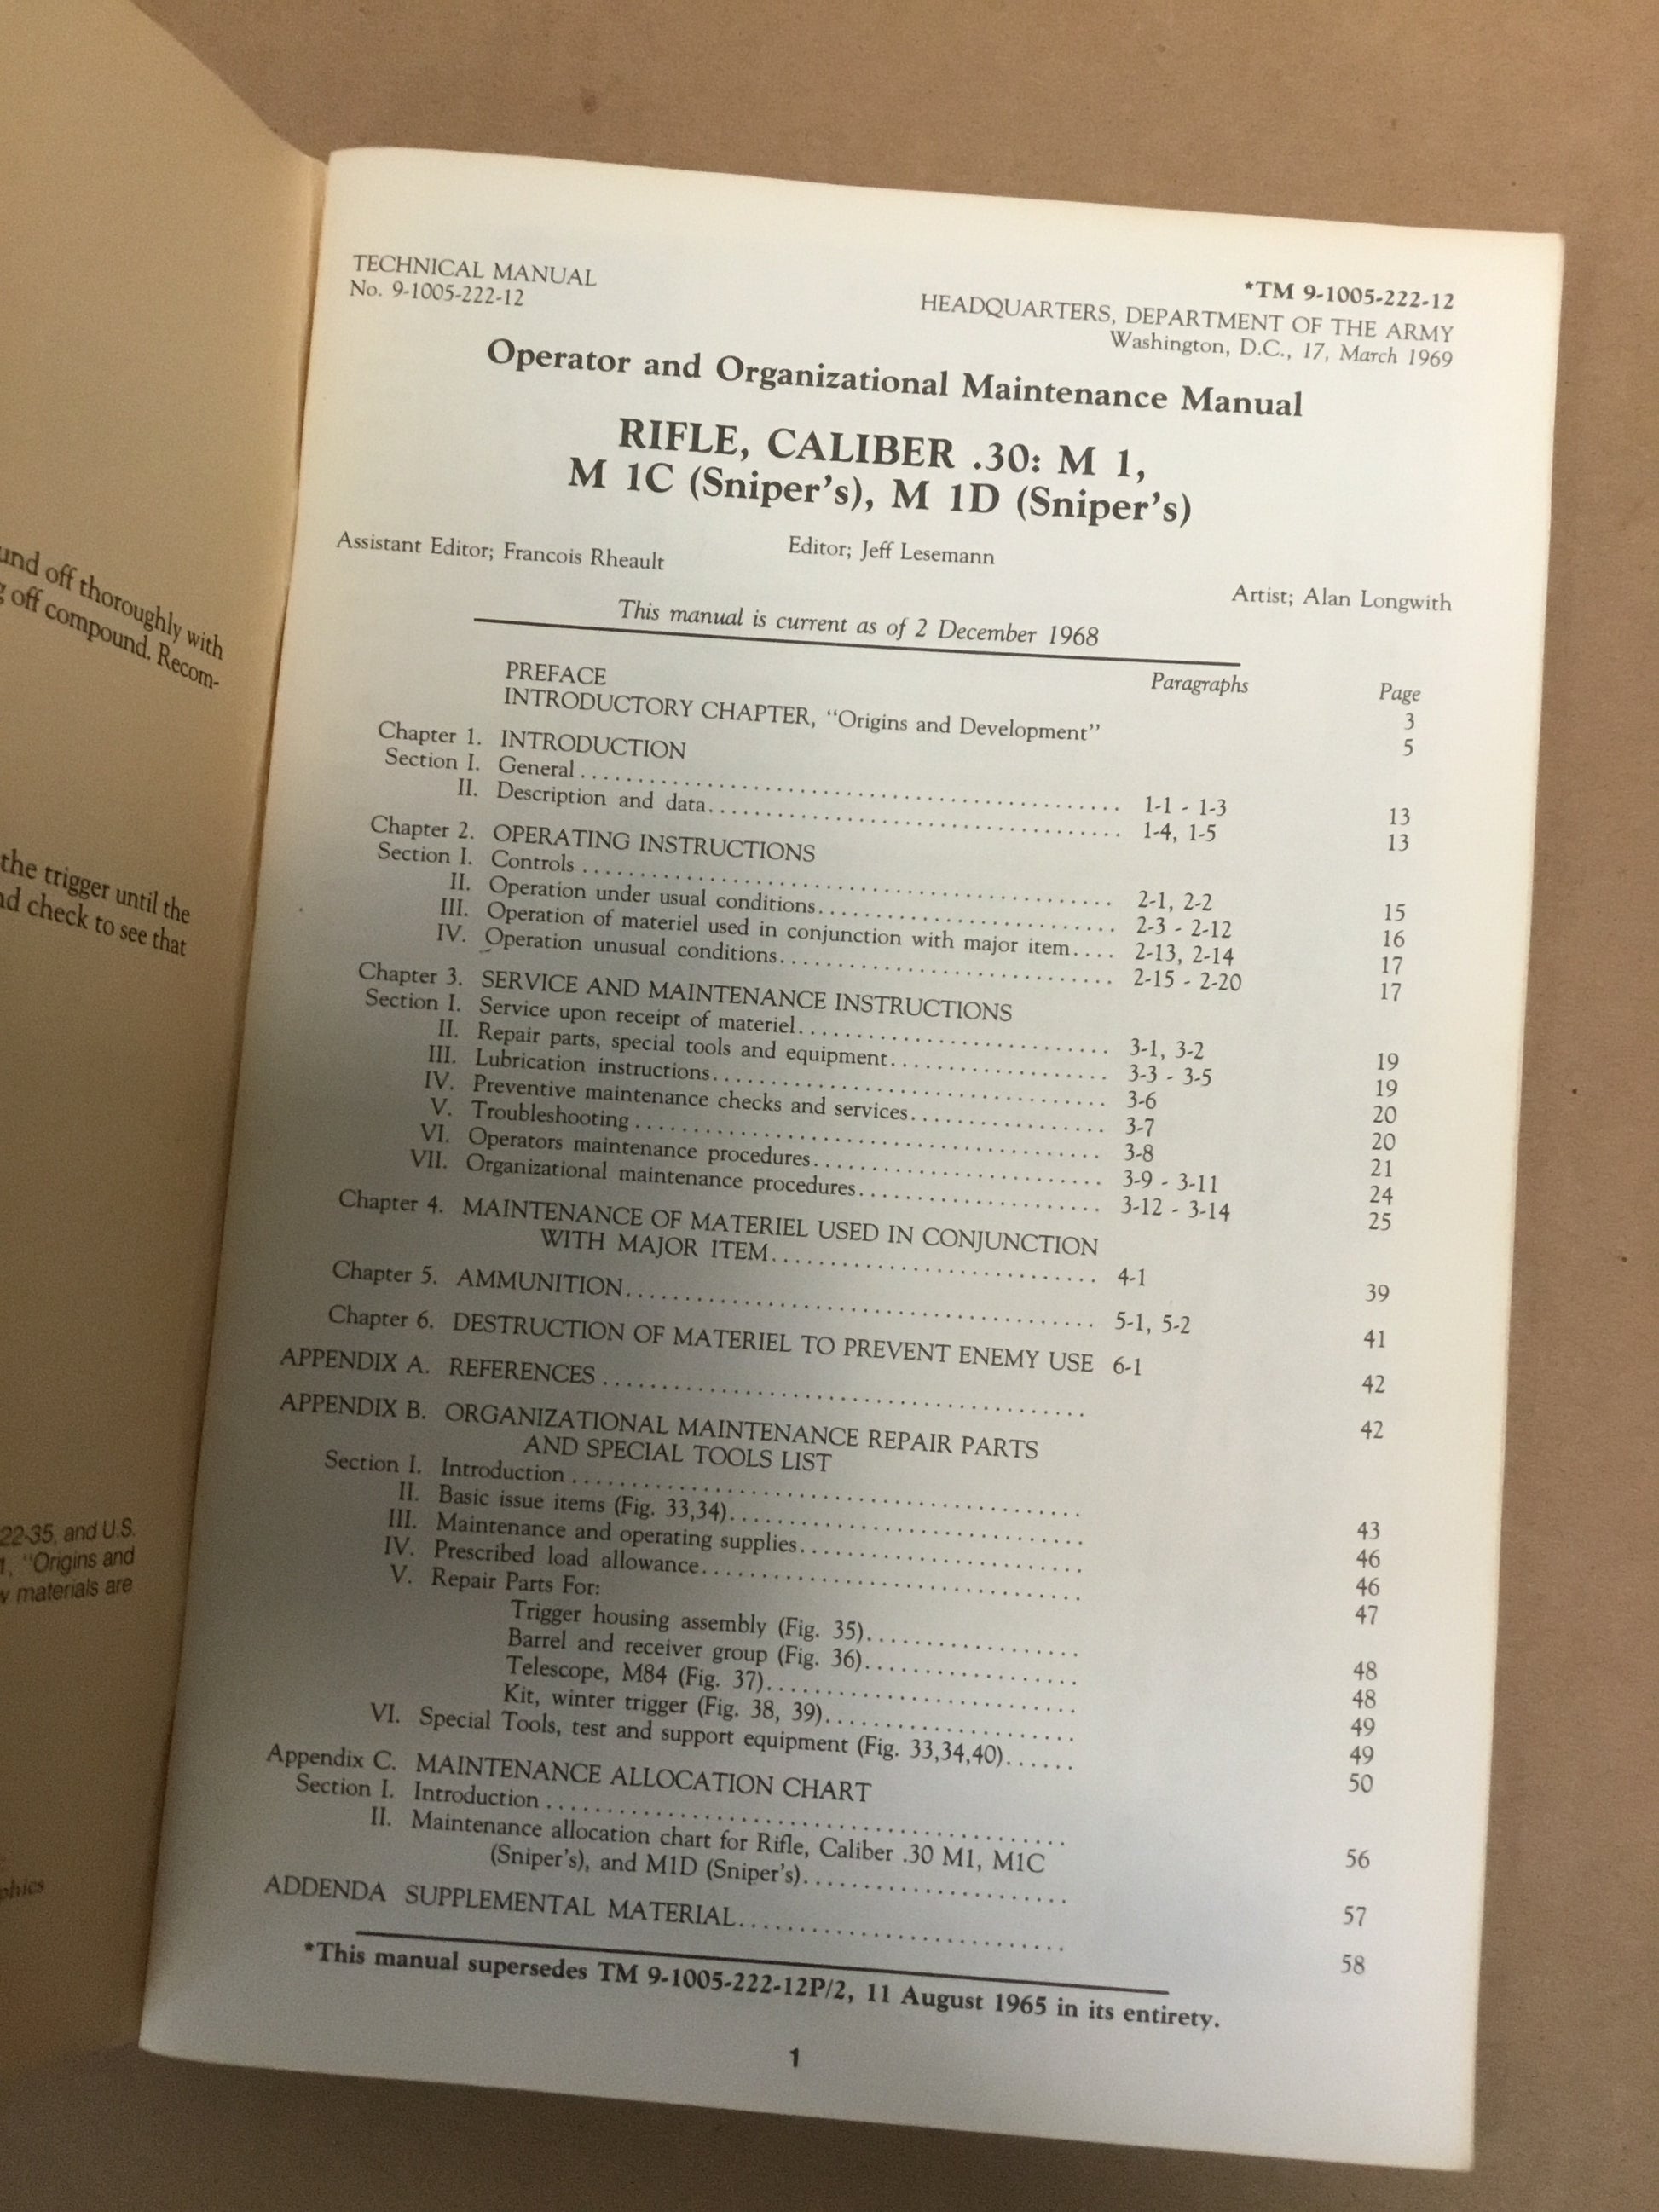 und off thoroughly with
off compound. Recom-
the trigger until the
nd check to see that
22-35, and U.S.
1, "Origins and
materials are
phics
TECHNICAL MANUAL
No. 9-1005-222-12
*TM 9-1005-222-12
HEADQUARTERS, DEPARTMENT OF THE ARMY
Washington, D.C., 17, March 1969
Operator and Organizational Maintenance Manual
RIFLE, CALIBER .30: M 1,
M 1C (Sniper's), M 1D (Sniper's)
Assistant Editor; Francois Rheault Editor; Jeff Lesemann Artist; Alan Longwith
This manual is current as of 2 December 1968
Paragraphs Page
PREFACE 3
INTRODUCTORY CHAPTER, "Origins and Development" 5
Chapter 1. INTRODUCTION
Section I. General 1-1 - 1-3 13
II. Description and data 1-4, 1-5 13
Chapter 2. OPERATING INSTRUCTIONS
Section I. Controls 2-1, 2-2 15
II. Operation under usual conditions 2-3 - 2-12 16
III. Operation of materiel used in conjunction with major item 2-13, 2-14 17
IV. Operation unusual conditions 2-15 - 2-20 17
Chapter 3. SERVICE AND MAINTENANCE INSTRUCTIONS
Section I. Service upon receipt of materiel 3-1, 3-2 19
II. Repair parts, special tools and equipment 3-3 - 3-5 19
III. Lubrication instructions 3-6 20
IV. Preventive maintenance checks and services 3-7 20
V. Troubleshooting 3-8 21
VI. Operators maintenance procedures 3-9 - 3-11 24
VII. Organizational maintenance procedures 3-12 - 3-14 25
Chapter 4. MAINTENANCE OF MATERIEL USED IN CONJUNCTION
WITH MAJOR ITEM 4-1 39
Chapter 5. AMMUNITION 5-1, 5-2 41
Chapter 6. DESTRUCTION OF MATERIEL TO PREVENT ENEMY USE 6-1 42
APPENDIX A. REFERENCES 42
APPENDIX B. ORGANIZATIONAL MAINTENANCE REPAIR PARTS
AND SPECIAL TOOLS LIST
Section I. Introduction 43
II. Basic issue items (Fig. 33,34) 46
III. Maintenance and operating supplies 46
IV. Prescribed load allowance 47
V. Repair Parts For:
Trigger housing assembly (Fig. 35) 48
Barrel and receiver group (Fig. 36) 48
Telescope, M84 (Fig. 37) 49
Kit, winter trigger (Fig. 38, 39) 49
VI. Special Tools, test and support equipment (Fig. 33,34,40) 50
Appendix C. MAINTENANCE ALLOCATION CHART
Section I. Introduction 56
II. Maintenance allocation chart for Rifle, Caliber .30 M1, M1C
(Sniper's), and M1D (Sniper's) 57
ADDENDA SUPPLEMENTAL MATERIAL 58
*This manual supersedes TM 9-1005-222-12P/2, 11 August 1965 in its entirety.
1